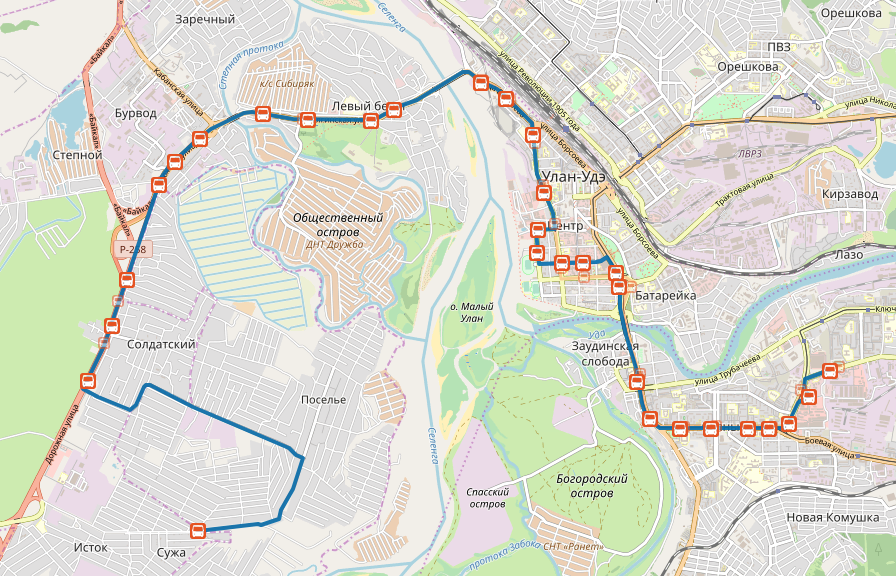 Заречный
Селенга
Орешкова
ПВЗ
Орешкова
«Байкал»
улица Революции 1905 года
Степная протока
Кабанская улица
к/с Сибиряк
Левый бе
Бурвод
«Байкал»
улица Борсоева
Степной
ЛВРЗ
Улан-Удэ
Трактовая улица
Кирзавод
«Байкал»
Общественный
остров
ДНТ Дружба
Р-258
Центр
улица Борсоева
Лазо
Батарейка
о. Малый
Улан
Уда
Заудинская
слобода
Солдатский
улица Трубачеева
Поселье
Дорожная улица
Селенга
Боевая улица
Богородский
остров
Спасский
остров
Новая Комушка
Исток
Сужа
протока Забока
СНТ «Ранет»